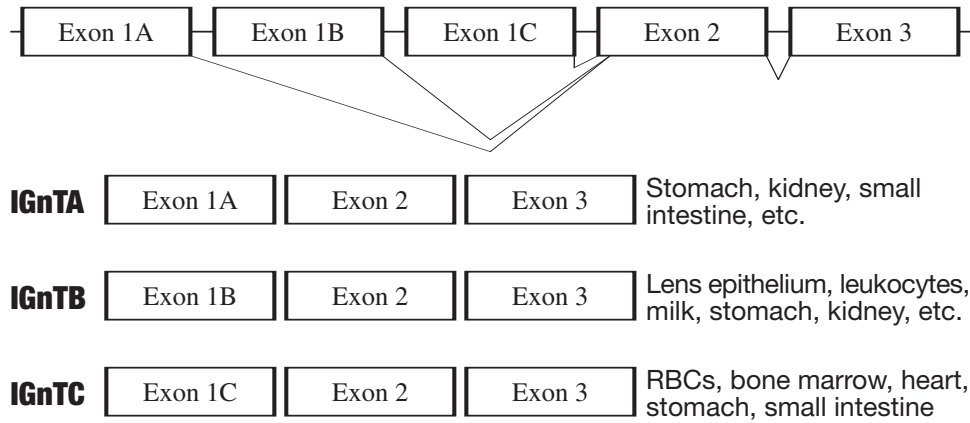 Exon 1A Exon 1B Exon 1C Exon 2 Exon 3
IGnTA Exon 1A Exon 2 Exon 3 Stomach, kidney, small
intestine, etc.
IGnTB Exon 1B Exon 2 Exon 3 Lens epithelium, leukocytes,
milk, stomach, kidney, etc.
IGnTC Exon 1C Exon 2 Exon 3 RBCs, bone marrow, heart,
stomach, small intestine